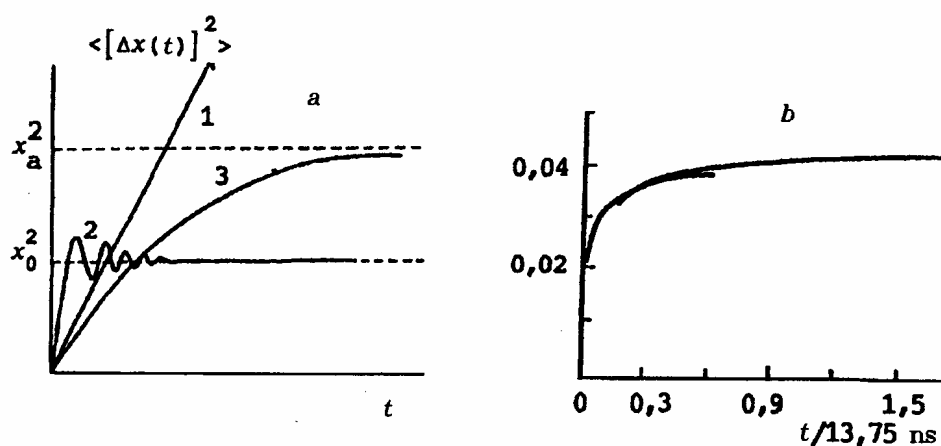 <[Δx(t)]²>
a
1
x²a
3
2
x²0
t
b
0,04
0,02
0 0,3 0,9 1,5
t/13,75 ns